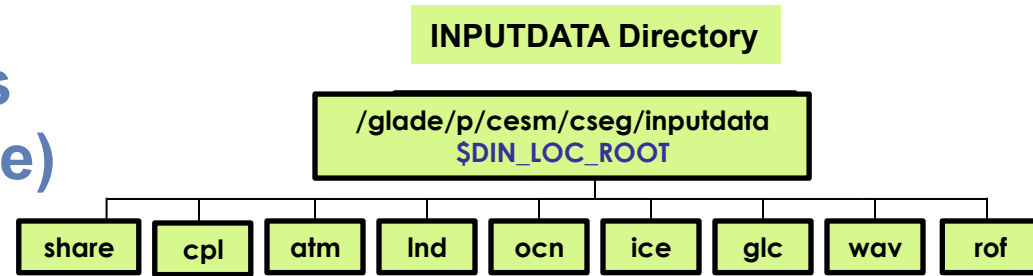 INPUTDATA Directory
s
e)
/glade/p/cesm/cseg/inputdata
$DIN_LOC_ROOT
share cpl atm lnd ocn ice glc wav rof